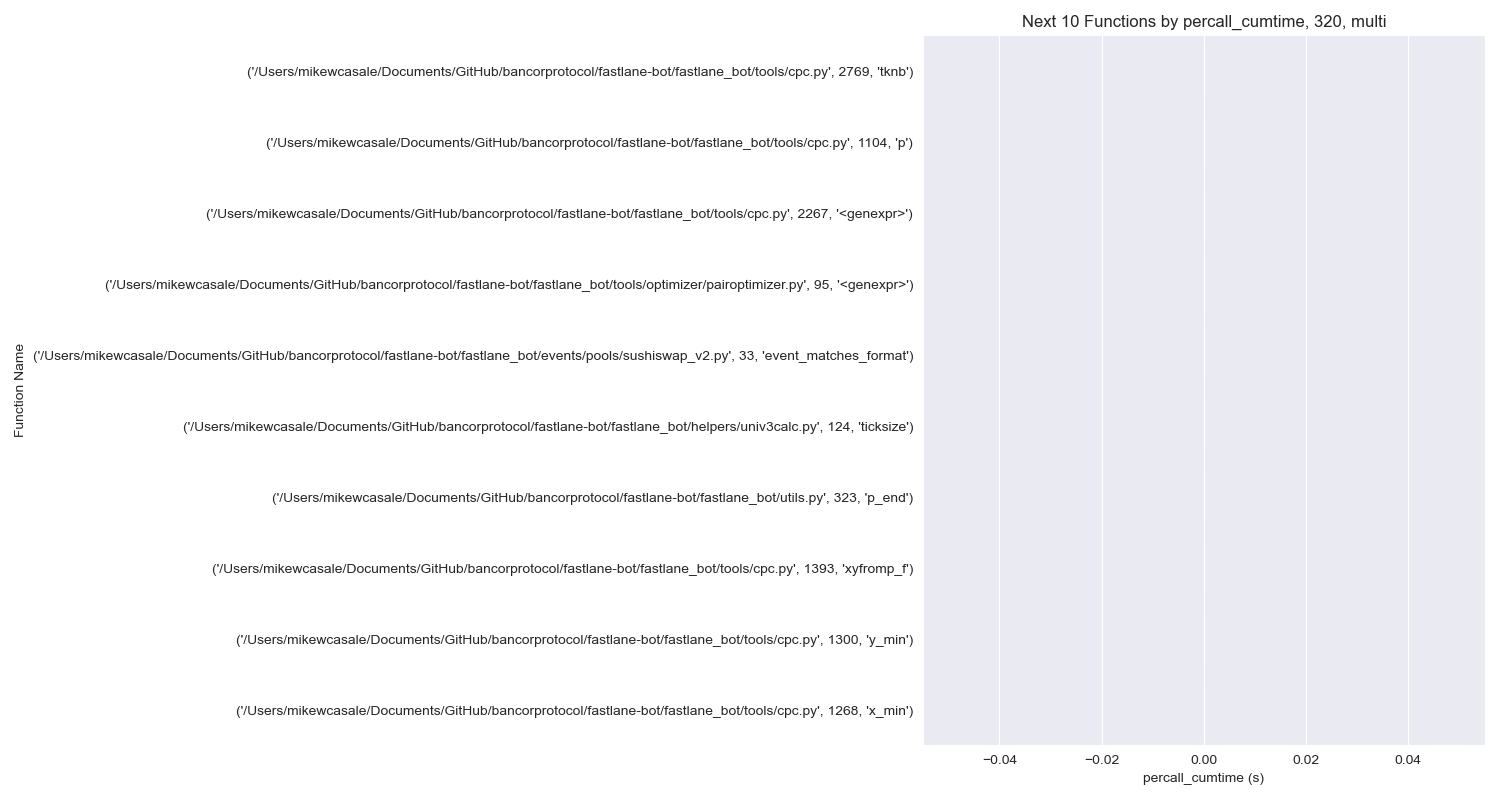 Next 10 Functions by percall_cumtime, 320, multi
('/Users/mikewcasale/Documents/GitHub/bancorprotocol/fastlane-bot/fastlane_bot/tools/cpc.py', 2769, 'tknb')
('/Users/mikewcasale/Documents/GitHub/bancorprotocol/fastlane-bot/fastlane_bot/tools/cpc.py', 1104, 'p')
('/Users/mikewcasale/Documents/GitHub/bancorprotocol/fastlane-bot/fastlane_bot/tools/cpc.py', 2267, '<genexpr>')
('/Users/mikewcasale/Documents/GitHub/bancorprotocol/fastlane-bot/fastlane_bot/tools/optimizer/pairoptimizer.py', 95, '<genexpr>')
('/Users/mikewcasale/Documents/GitHub/bancorprotocol/fastlane-bot/fastlane_bot/events/pools/sushiswap_v2.py', 33, 'event_matches_format')
('/Users/mikewcasale/Documents/GitHub/bancorprotocol/fastlane-bot/fastlane_bot/helpers/univ3calc.py', 124, 'ticksize')
('/Users/mikewcasale/Documents/GitHub/bancorprotocol/fastlane-bot/fastlane_bot/utils.py', 323, 'p_end')
('/Users/mikewcasale/Documents/GitHub/bancorprotocol/fastlane-bot/fastlane_bot/tools/cpc.py', 1393, 'xyfromp_f')
('/Users/mikewcasale/Documents/GitHub/bancorprotocol/fastlane-bot/fastlane_bot/tools/cpc.py', 1300, 'y_min')
('/Users/mikewcasale/Documents/GitHub/bancorprotocol/fastlane-bot/fastlane_bot/tools/cpc.py', 1268, 'x_min')
Function Name
−0.04 −0.02 0.00 0.02 0.04
percall_cumtime (s)